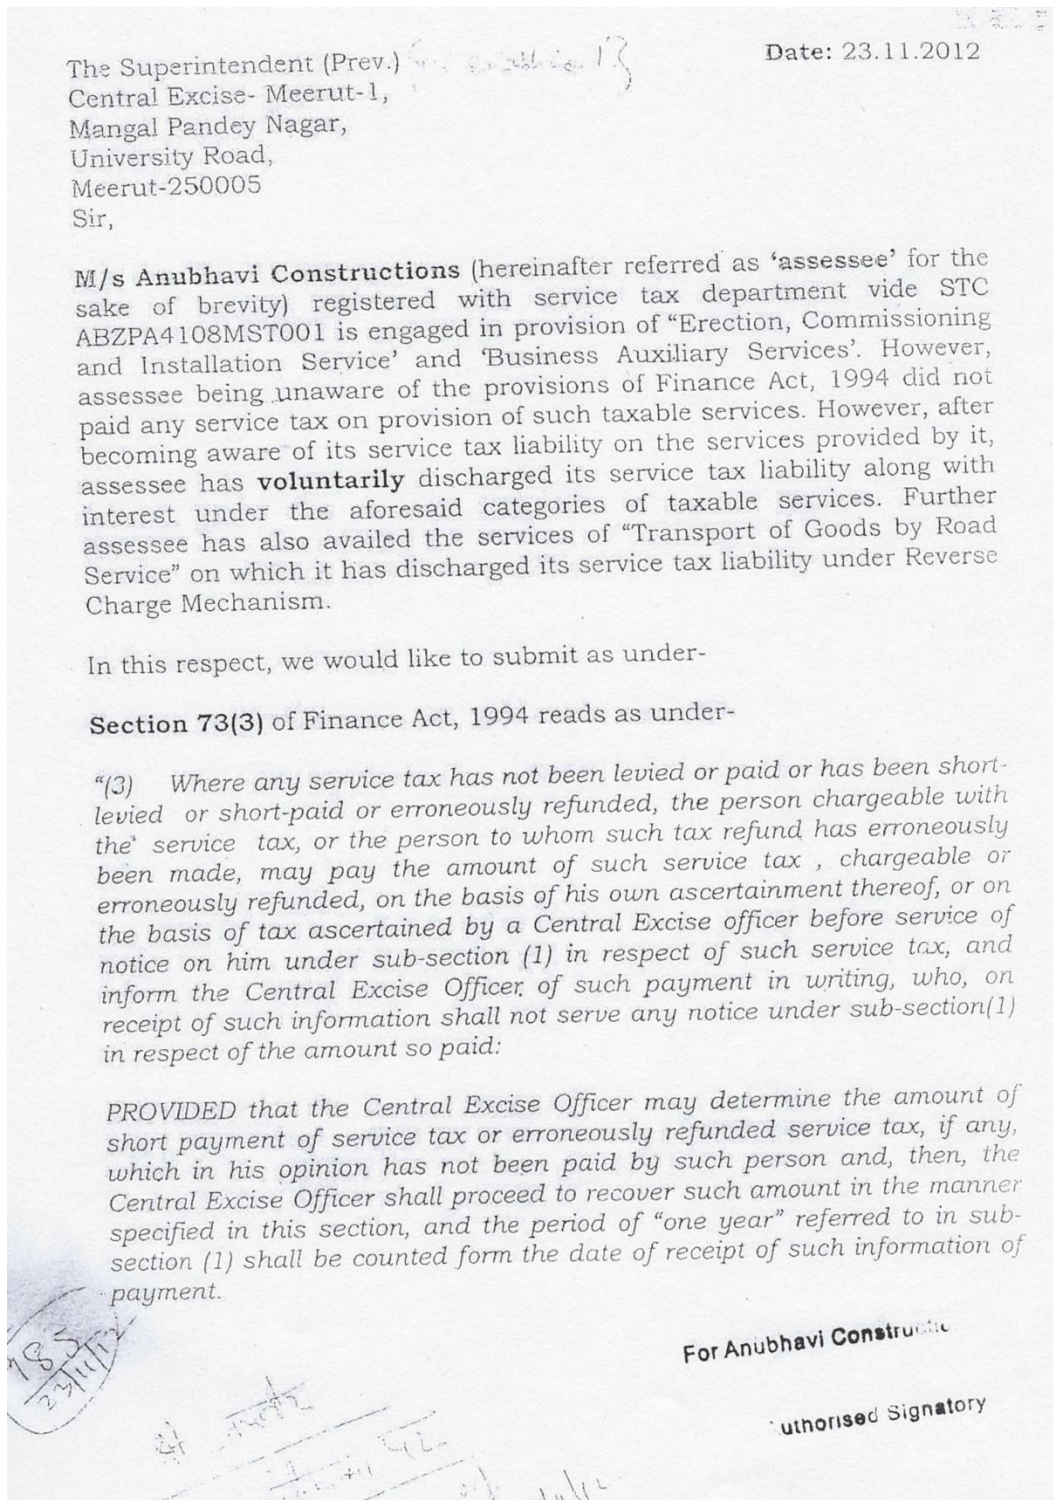 Date: 23.11.2012
The Superintendent (Prev.)
Central Excise- Meerut-1,
Mangal Pandey Nagar,
University Road,
Meerut-250005
Sir,
M/s Anubhavi Constructions (hereinafter referred as ‘assessee’ for the
sake of brevity) registered with service tax department vide STC
ABZPA4108MST001 is engaged in provision of “Erection, Commissioning
and Installation Service’ and ‘Business Auxiliary Services’. However,
assessee being unaware of the provisions of Finance Act, 1994 did not
paid any service tax on provision of such taxable services. However, after
becoming aware of its service tax liability on the services provided by it,
assessee has voluntarily discharged its service tax liability along with
interest under the aforesaid categories of taxable services. Further
assessee has also availed the services of “Transport of Goods by Road
Service” on which it has discharged its service tax liability under Reverse
Charge Mechanism.
In this respect, we would like to submit as under-
Section 73(3) of Finance Act, 1994 reads as under-
“(3) Where any service tax has not been levied or paid or has been short-
levied or short-paid or erroneously refunded, the person chargeable with
the service tax, or the person to whom such tax refund has erroneously
been made, may pay the amount of such service tax , chargeable or
erroneously refunded, on the basis of his own ascertainment thereof, or on
the basis of tax ascertained by a Central Excise officer before service of
notice on him under sub-section (1) in respect of such service tax, and
inform the Central Excise Officer of such payment in writing, who, on
receipt of such information shall not serve any notice under sub-section(1)
in respect of the amount so paid:
PROVIDED that the Central Excise Officer may determine the amount of
short payment of service tax or erroneously refunded service tax, if any,
which in his opinion has not been paid by such person and, then, the
Central Excise Officer shall proceed to recover such amount in the manner
specified in this section, and the period of “one year” referred to in sub-
section (1) shall be counted form the date of receipt of such information of
payment.
For Anubhavi Constructio
uthorised Signatory
785
23/11/12